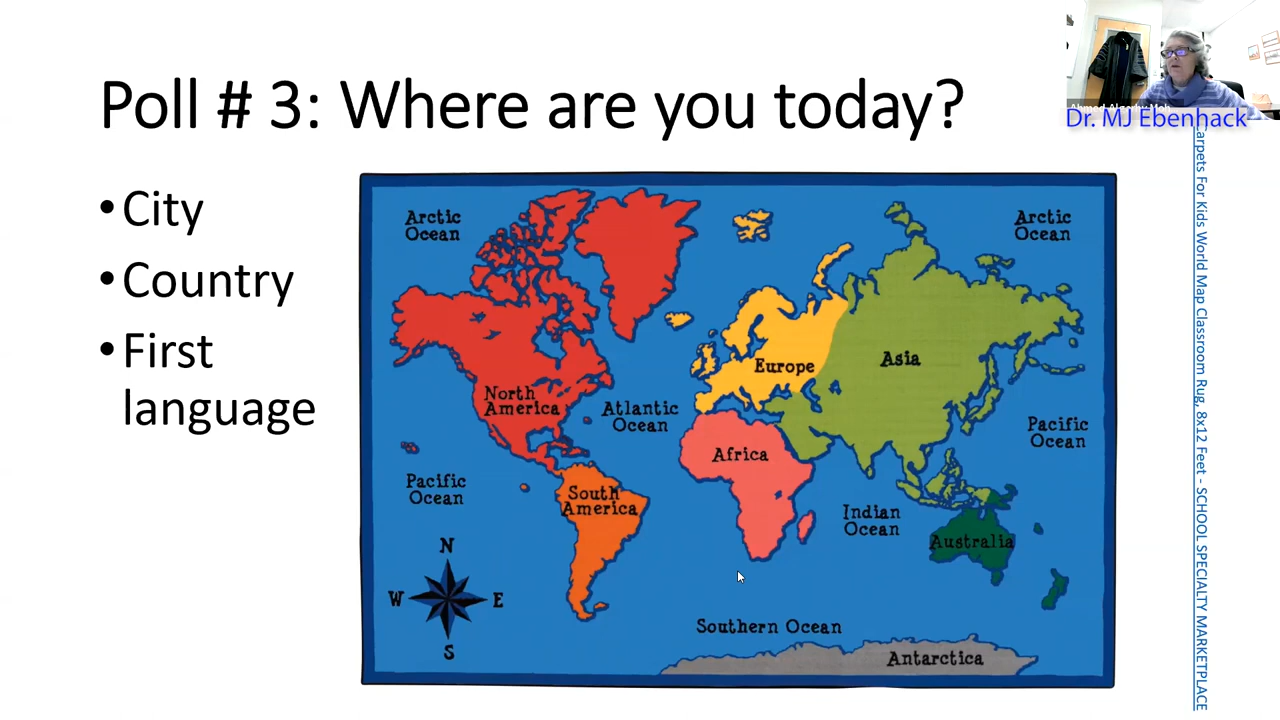 Poll # 3: Where are you today?
Dr. MJ Ebenhack
• City
• Country
• First
language
Arctic
Ocean
Arctic
Ocean
North
America
Atlantic
Ocean
Europe
Asia
Pacific
Ocean
Africa
Pacific
Ocean
South
America
Indian
Ocean
Australia
N
W
E
S
Southern Ocean
Antarctica
Carpets For Kids World Map Classroom Rug, 8x12 Feet - SCHOOL SPECIALTY MARKETPLACE